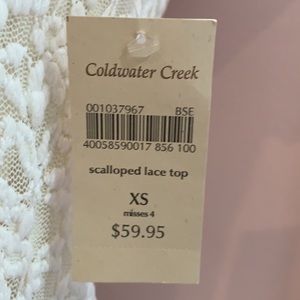 Coldwater Creek
001037967 BSE
40058590017 856 100
scalloped lace top
XS
misses 4
$59.95